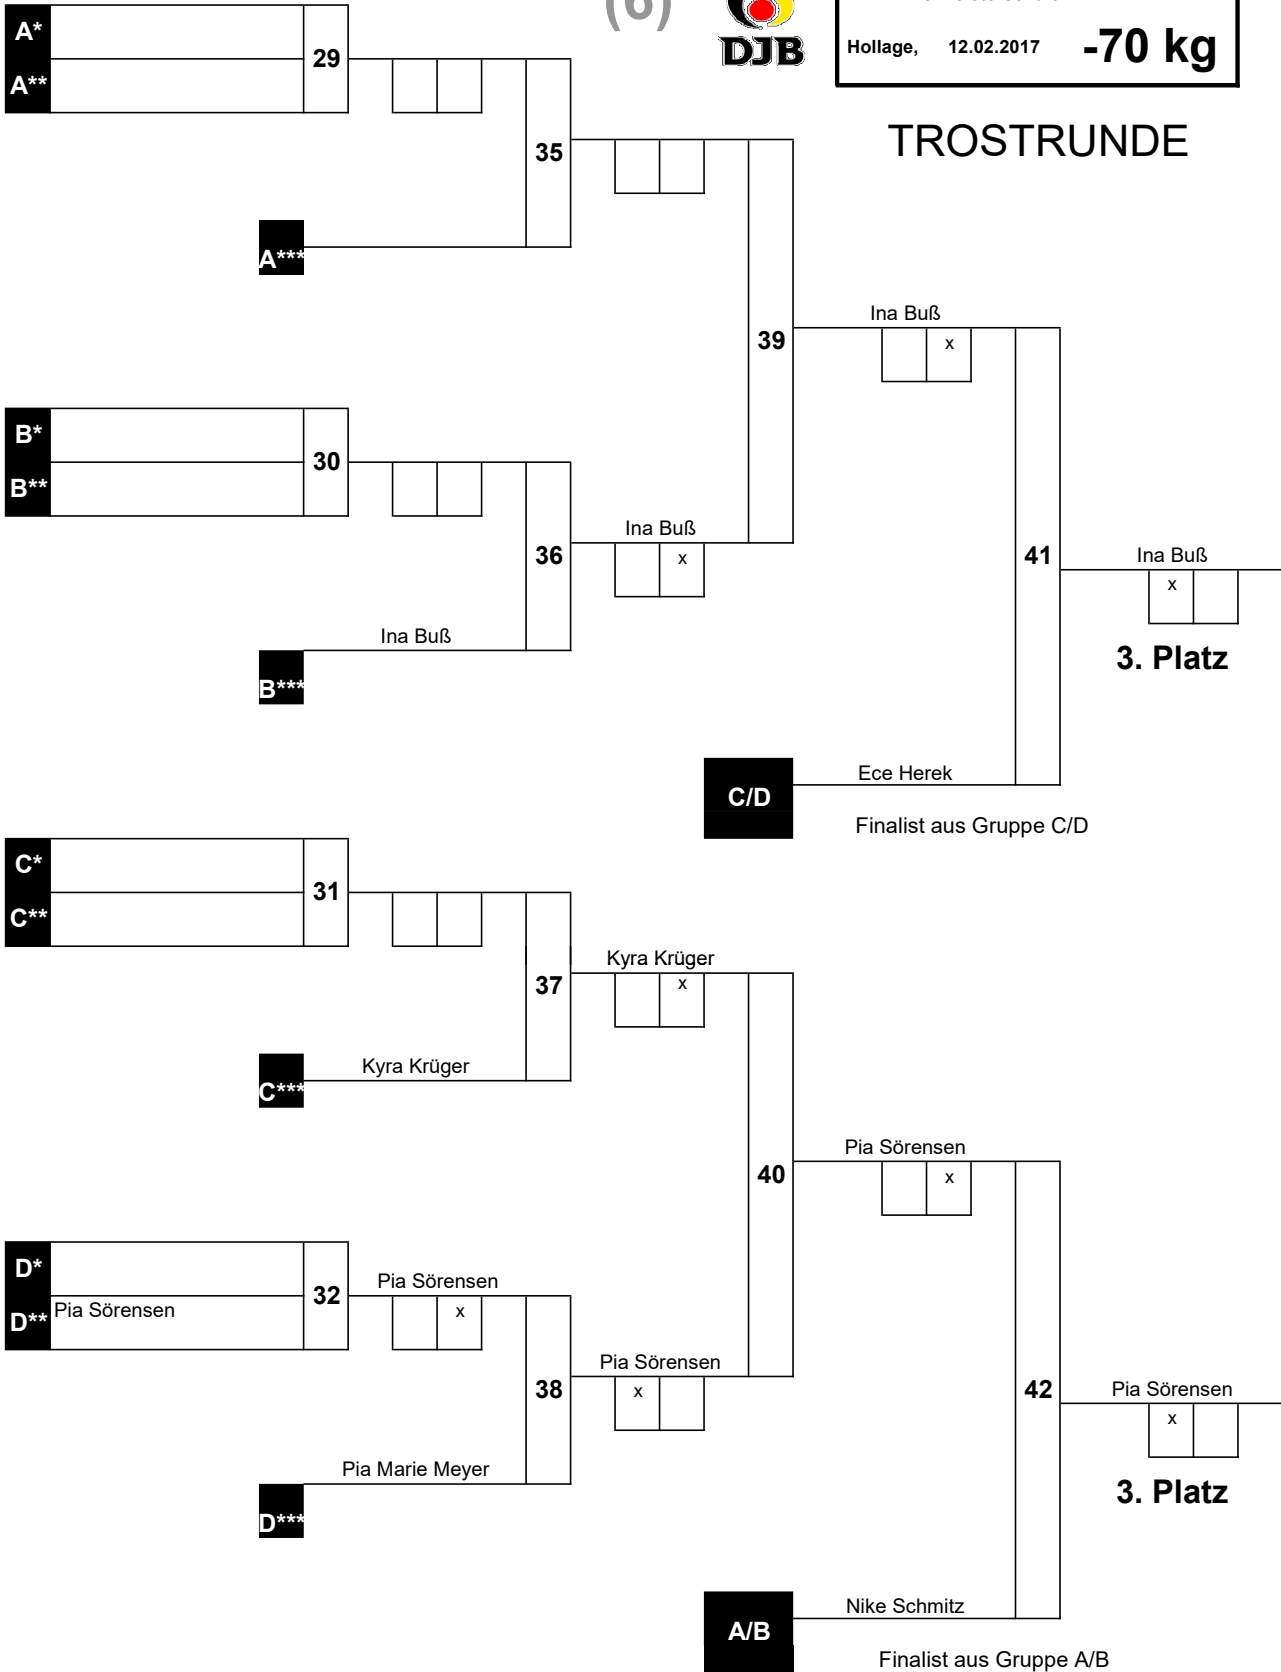 (6)
DJB
Hollage, 12.02.2017 -70 kg
TROSTRUNDE
A*
A**
29
35
A***
39
Ina Buß
x
B*
B**
30
36
Ina Buß
x
Ina Buß
B***
41
Ina Buß
x
3. Platz
C/D
Ece Herek
Finalist aus Gruppe C/D
C*
C**
31
37
Kyra Krüger
x
Kyra Krüger
C***
40
Pia Sörensen
x
D*
D**
Pia Sörensen
32
Pia Sörensen
x
38
Pia Sörensen
x
Pia Marie Meyer
D***
42
Pia Sörensen
x
3. Platz
A/B
Nike Schmitz
Finalist aus Gruppe A/B